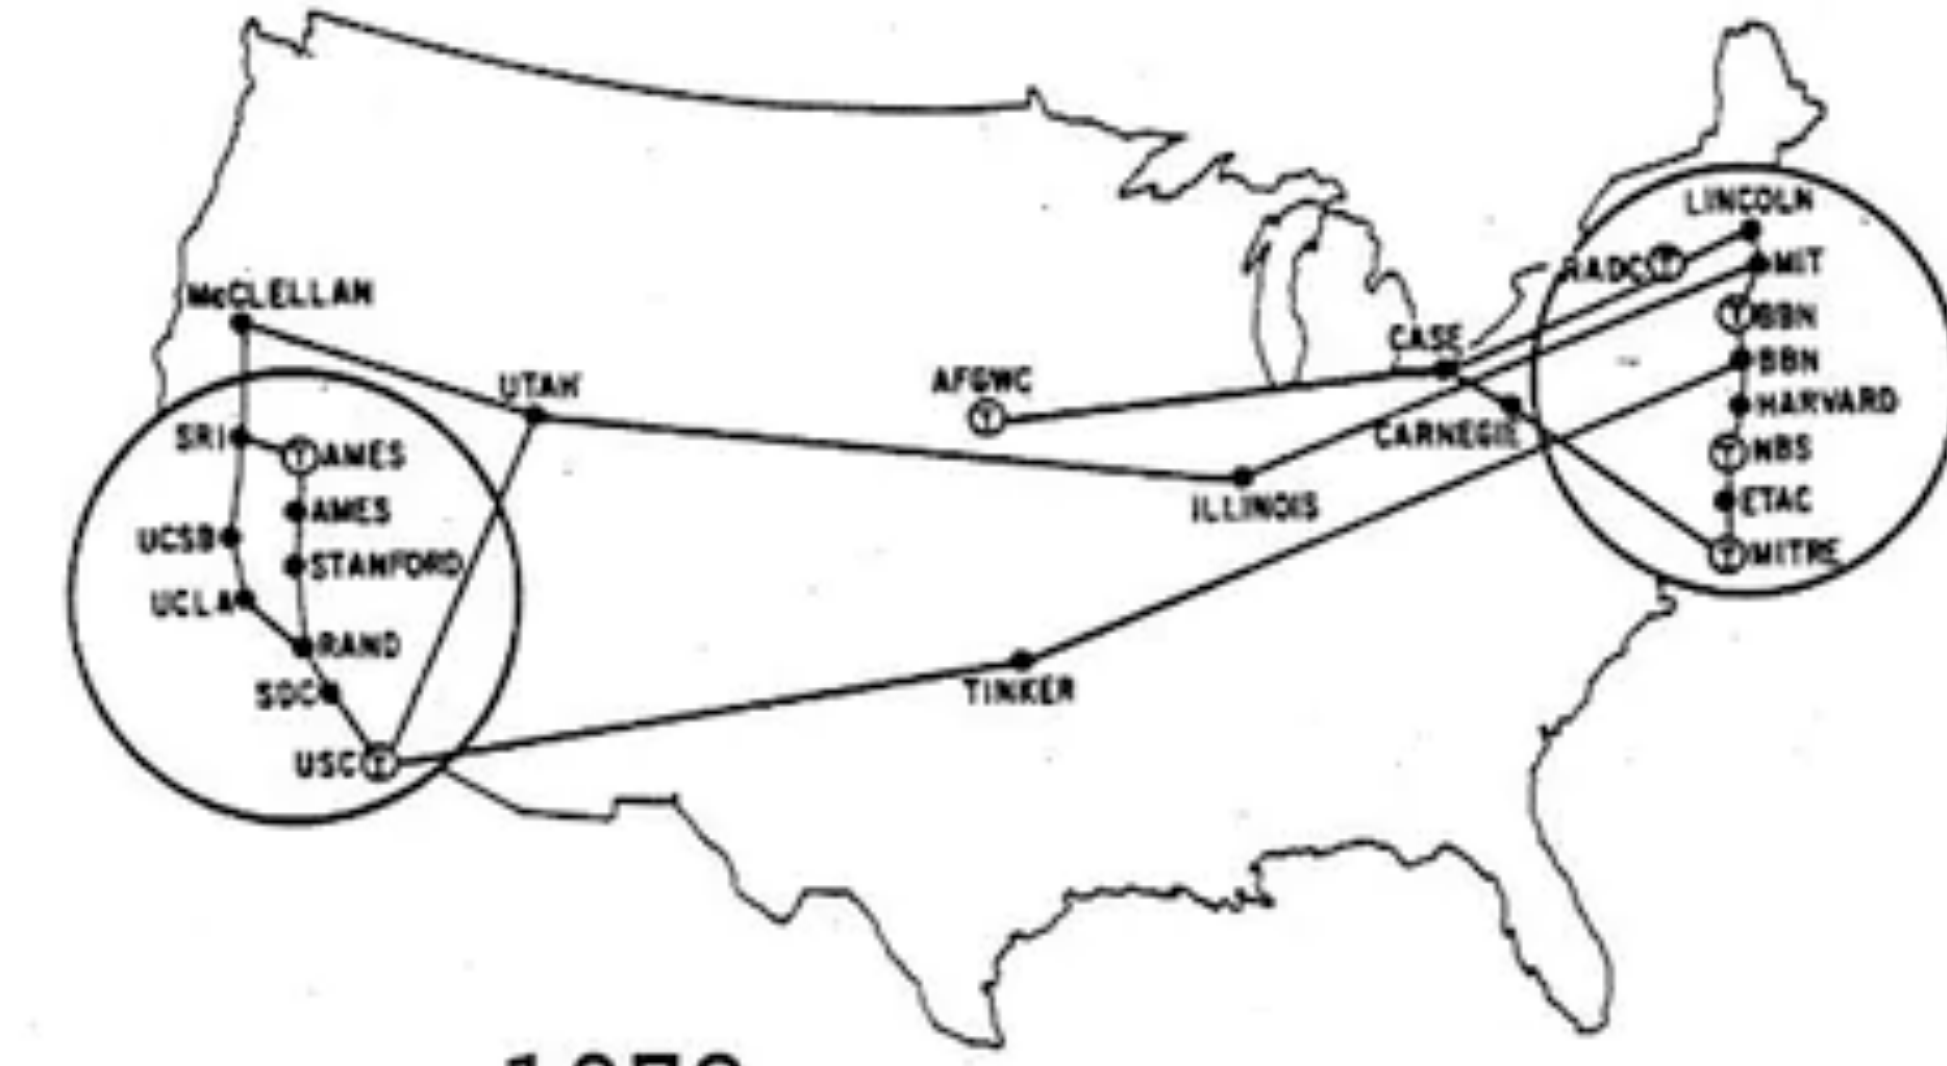 LINCOLN
RADC T
MIT
McCLELLAN
T BBN
CASE
BBN
UTAH
AFGWC
T
HARVARD
CARNEGIE
SRI
T AMES
T NBS
ILLINOIS
ETAC
AMES
UCSB
T MITRE
STANFORD
UCLA
RAND
TINKER
SDC
USC T